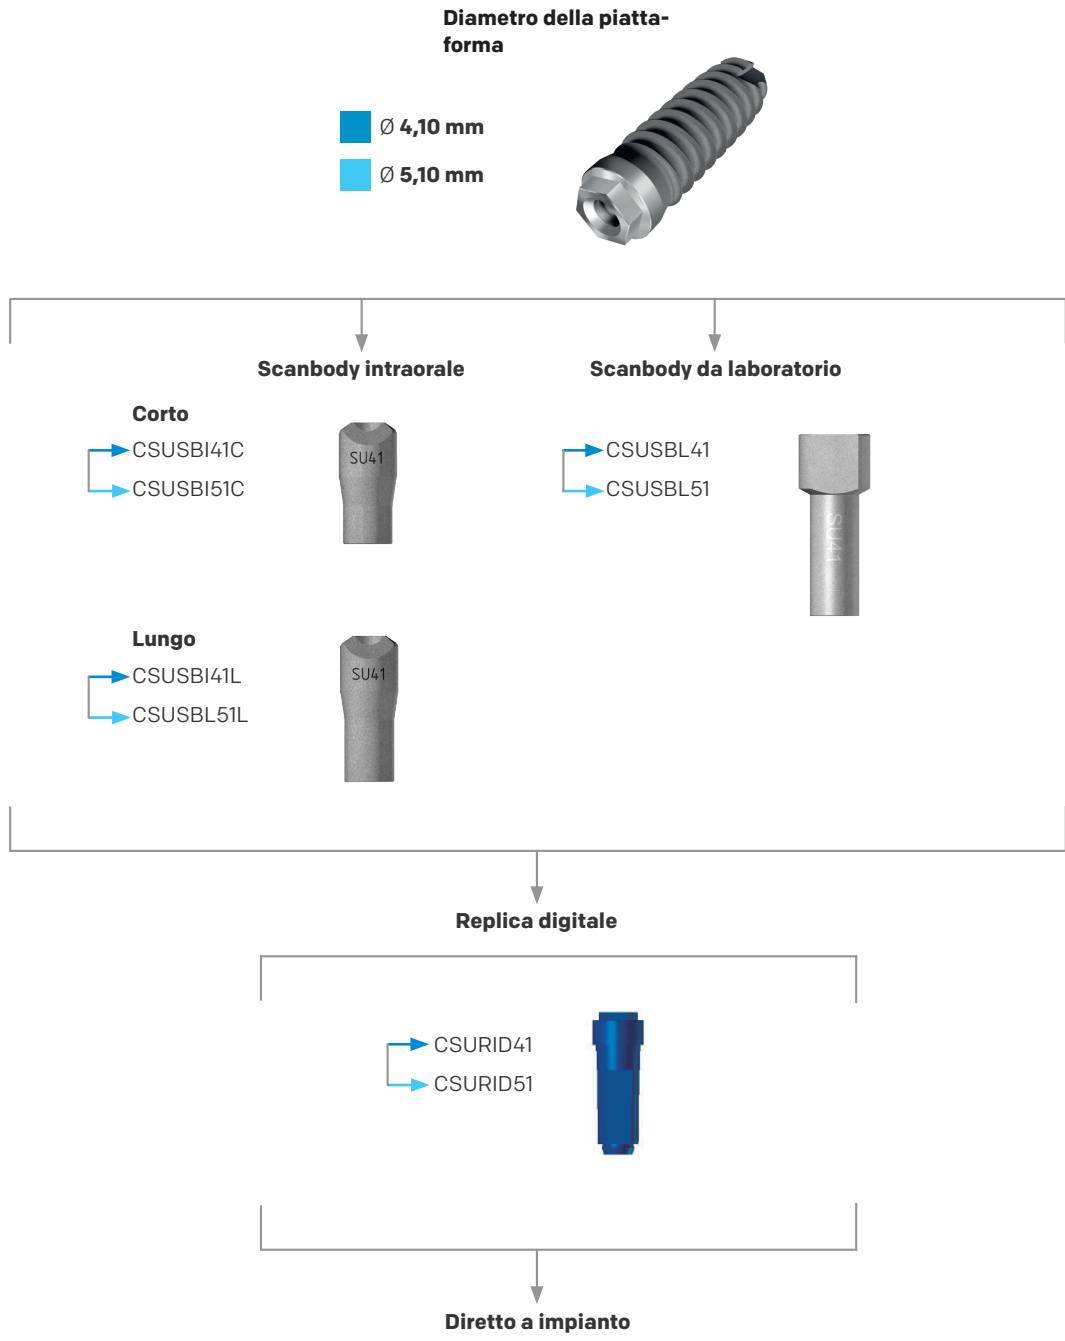 Diametro della piatta-
forma
Ø 4,10 mm
Ø 5,10 mm
Scanbody intraorale
Scanbody da laboratorio
Corto
CSUSBI41C
CSUSBI51C
SU41
CSUSBL41
CSUSBL51
SU41
Lungo
CSUSBI41L
CSUSBL51L
SU41
Replica digitale
CSURID41
CSURID51
Diretto a impianto